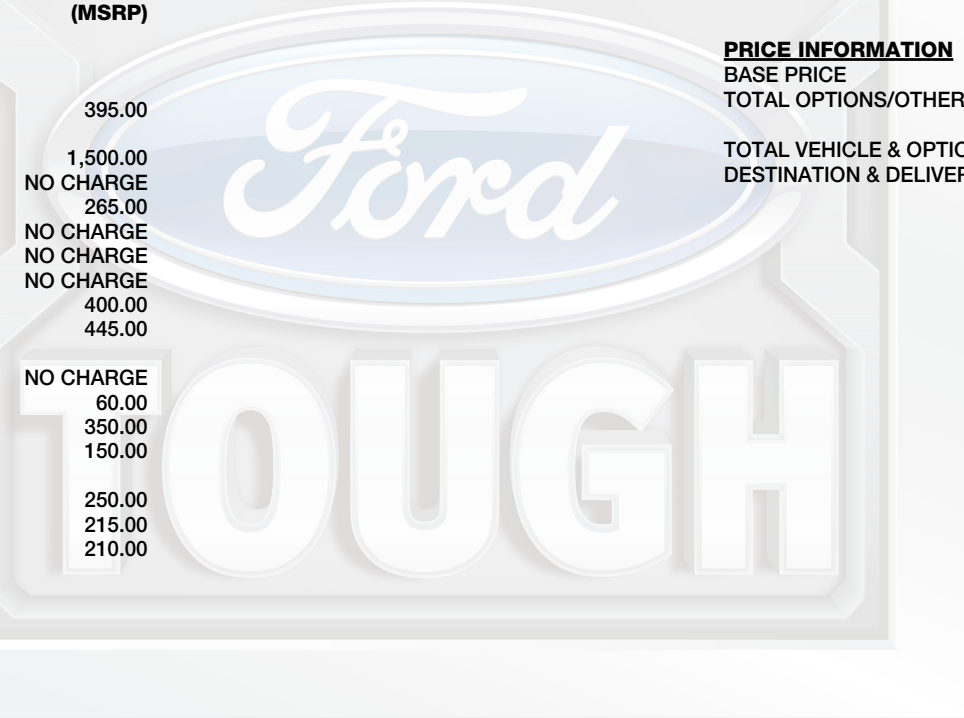 (MSRP)
395.00
1,500.00
NO CHARGE
265.00
NO CHARGE
NO CHARGE
NO CHARGE
400.00
445.00
NO CHARGE
60.00
350.00
150.00
250.00
215.00
210.00
PRICE INFORMATION
BASE PRICE
TOTAL OPTIONS/OTHER
TOTAL VEHICLE & OPTIO
DESTINATION & DELIVER
Ford
TOUGH